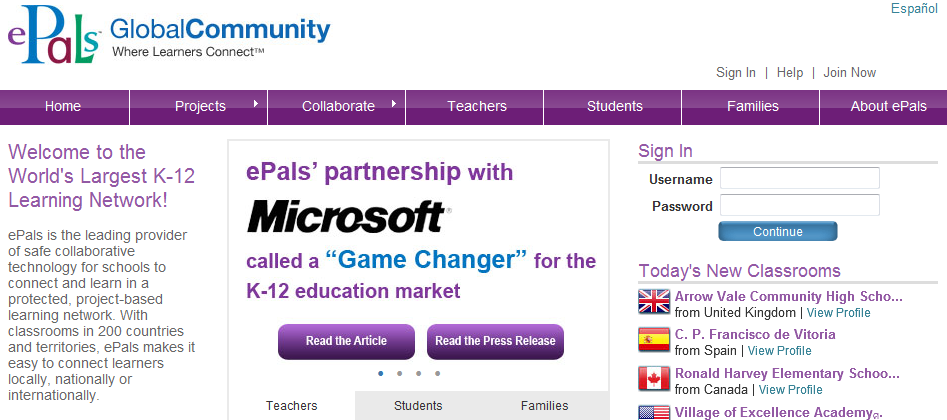 Español
ePals™ GlobalCommunity
Where Learners Connect™
Sign In | Help | Join Now
Home Projects Collaborate Teachers Students Families About ePals
Welcome to the
World's Largest K-12
Learning Network!
ePals is the leading provider
of safe collaborative
technology for schools to
connect and learn in a
protected, project-based
learning network. With
classrooms in 200 countries
and territories, ePals makes it
easy to connect learners
locally, nationally or
internationally.
ePals' partnership with
Microsoft®
called a “Game Changer” for the
K-12 education market
Read the Article Read the Press Release
Teachers Students Families
Sign In
Username
Password
Continue
Today's New Classrooms
Arrow Vale Community High Scho...
from United Kingdom | View Profile
C. P. Francisco de Vitoria
from Spain | View Profile
Ronald Harvey Elementary Schoo...
from Canada | View Profile
Village of Excellence Academy